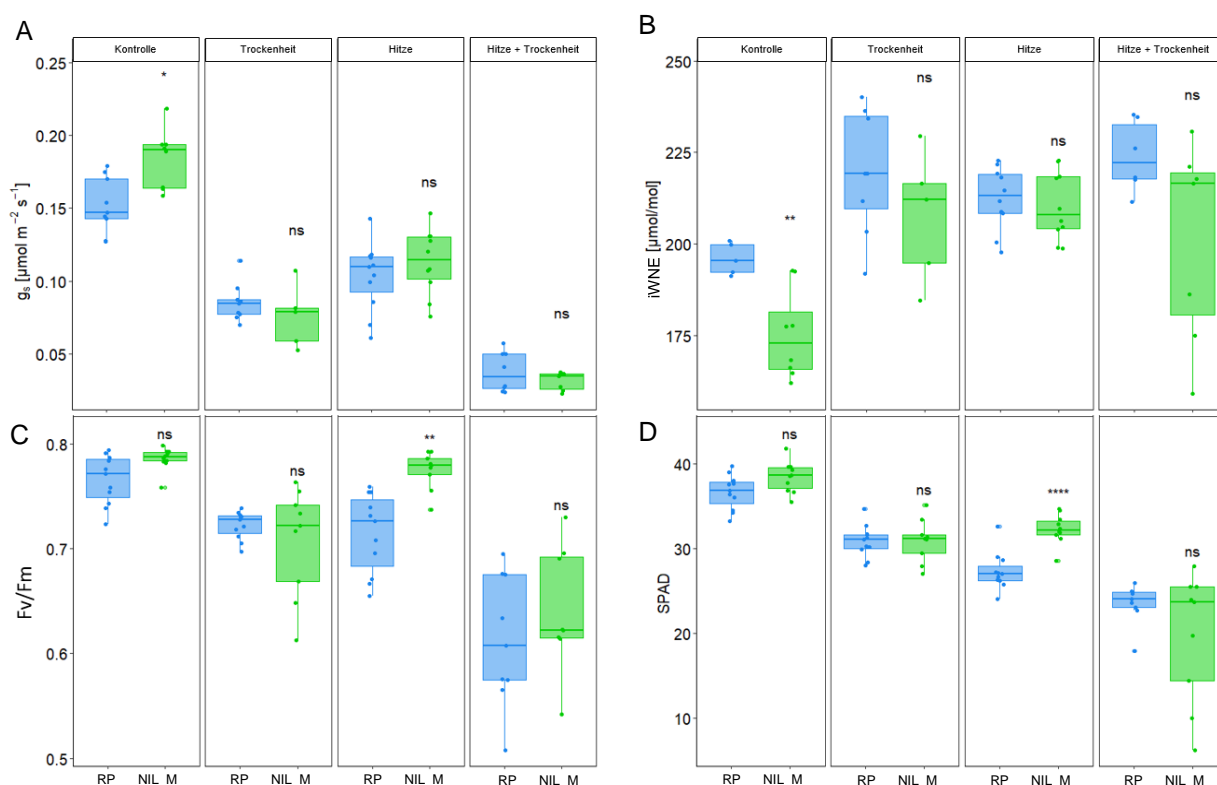 A
B
Kontrolle Trockenheit Hitze Hitze + Trockenheit
Kontrolle Trockenheit Hitze Hitze + Trockenheit
gs [µmol m−2 s−1]
0.25
0.20
0.15
0.10
0.05
* ns ns ns
iWNE [µmol/mol]
250
225
200
175
** ns ns ns
C
Fv/Fm
0.8
0.7
0.6
0.5
ns ns ** ns
RP NIL M RP NIL M RP NIL M RP NIL M
D
SPAD
40
30
20
10
ns ns **** ns
RP NIL M RP NIL M RP NIL M RP NIL M